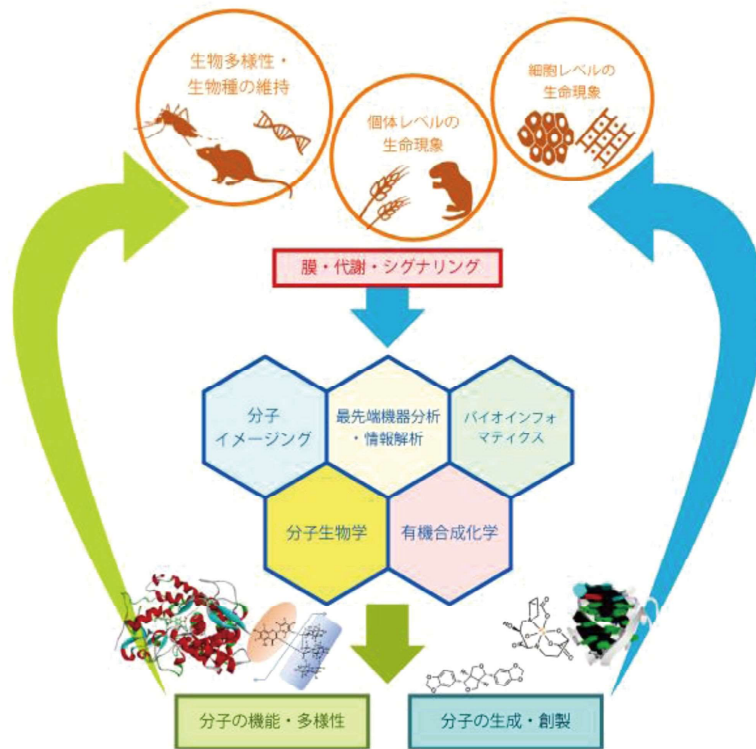 生物多様性・
生物種の維持
個体レベルの
生命現象
細胞レベルの
生命現象
膜・代謝・シグナリング
分子
イメージング
最先端機器分析
・情報解析
バイオインフォ
マティクス
分子生物学
有機合成化学
分子の機能・多様性
分子の生成・創製